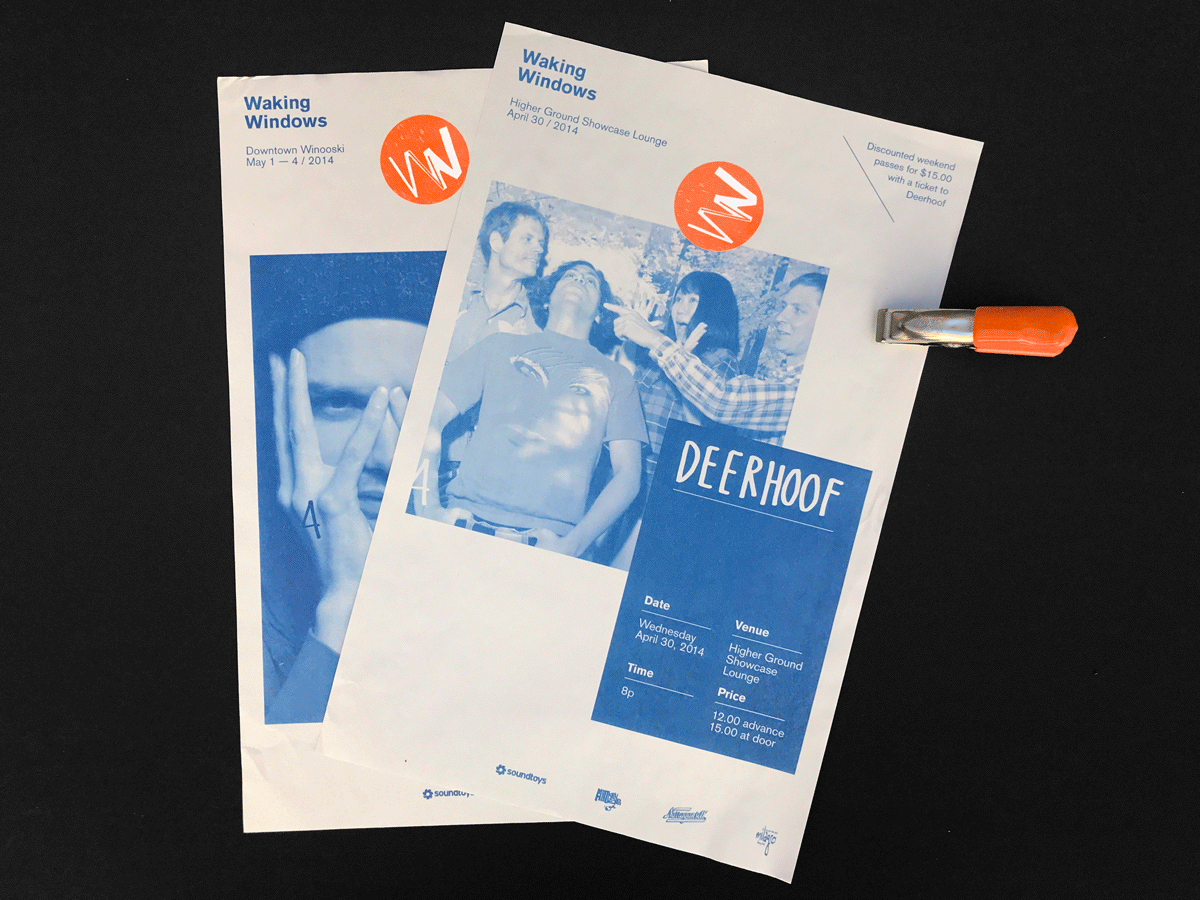 Waking
Windows
Downtown Winooski
May 1 — 4 / 2014
4
Waking
Windows
Higher Ground Showcase Lounge
April 30 / 2014
Discounted weekend
passes for $15.00
with a ticket to
Deerhoof
4
DEERHOOF
Date
Wednesday
April 30, 2014
Time
8p
Venue
Higher Ground
Showcase
Lounge
Price
12.00 advance
15.00 at door
soundtoys
soundtoy